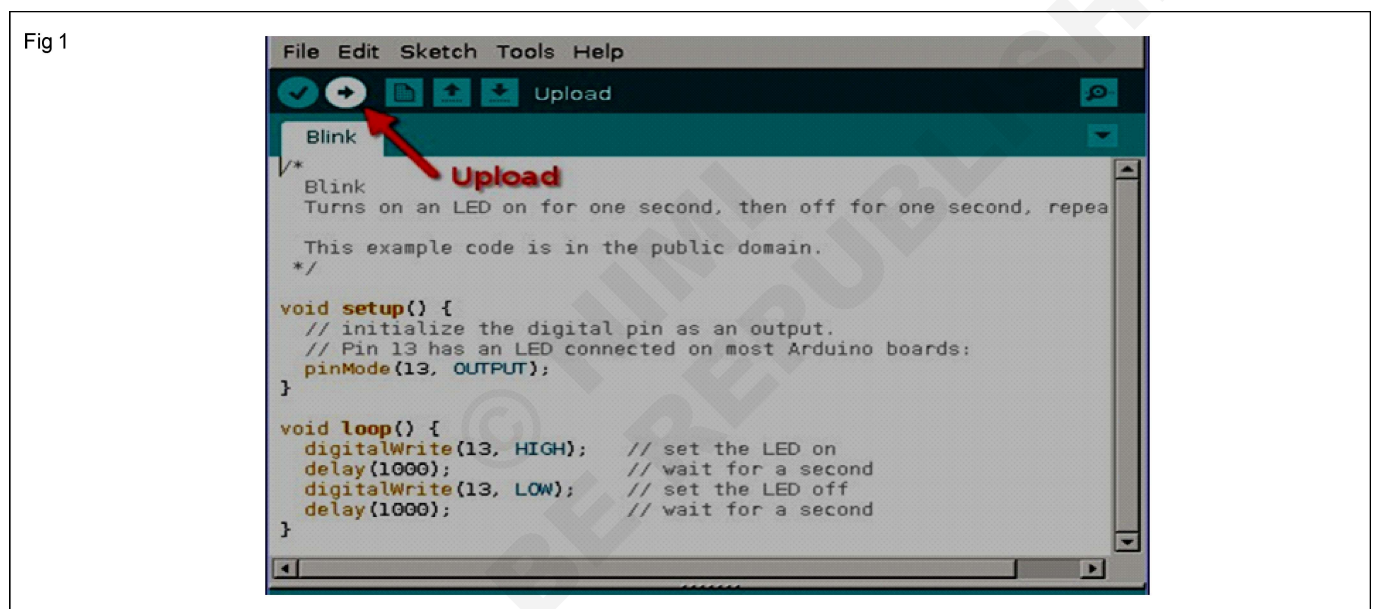 Fig 1
File Edit Sketch Tools Help
Upload
Blink
Upload
/*
Blink
Turns on an LED on for one second, then off for one second, repea
This example code is in the public domain.
*/
void setup() {
// initialize the digital pin as an output.
// Pin 13 has an LED connected on most Arduino boards:
pinMode(13, OUTPUT);
}
void loop() {
digitalWrite(13, HIGH); // set the LED on
delay(1000); // wait for a second
digitalWrite(13, LOW); // set the LED off
delay(1000); // wait for a second
}
© NIMI
BE REPUBLISH